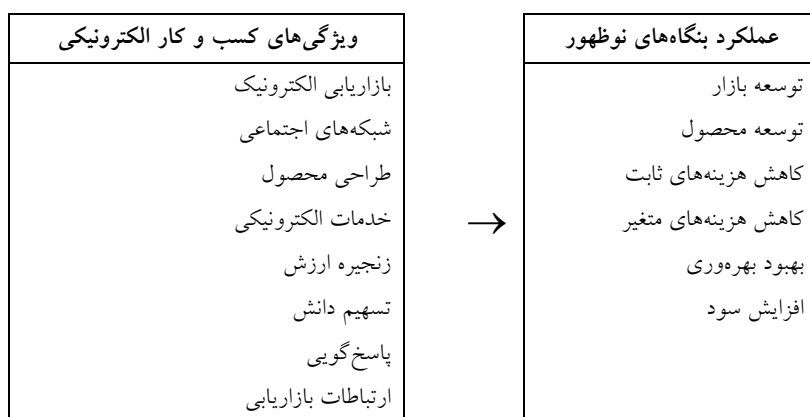 ویژگی‌های کسب و کار الکترونیکی
بازاریابی الکترونیک
شبکه‌های اجتماعی
طراحی محصول
خدمات الکترونیکی
زنجیره ارزش
تسهیم دانش
پاسخ‌گویی
ارتباطات بازاریابی
→
عملکرد بنگاه‌های نوظهور
توسعه بازار
توسعه محصول
کاهش هزینه‌های ثابت
کاهش هزینه‌های متغیر
بهبود بهره‌وری
افزایش سود